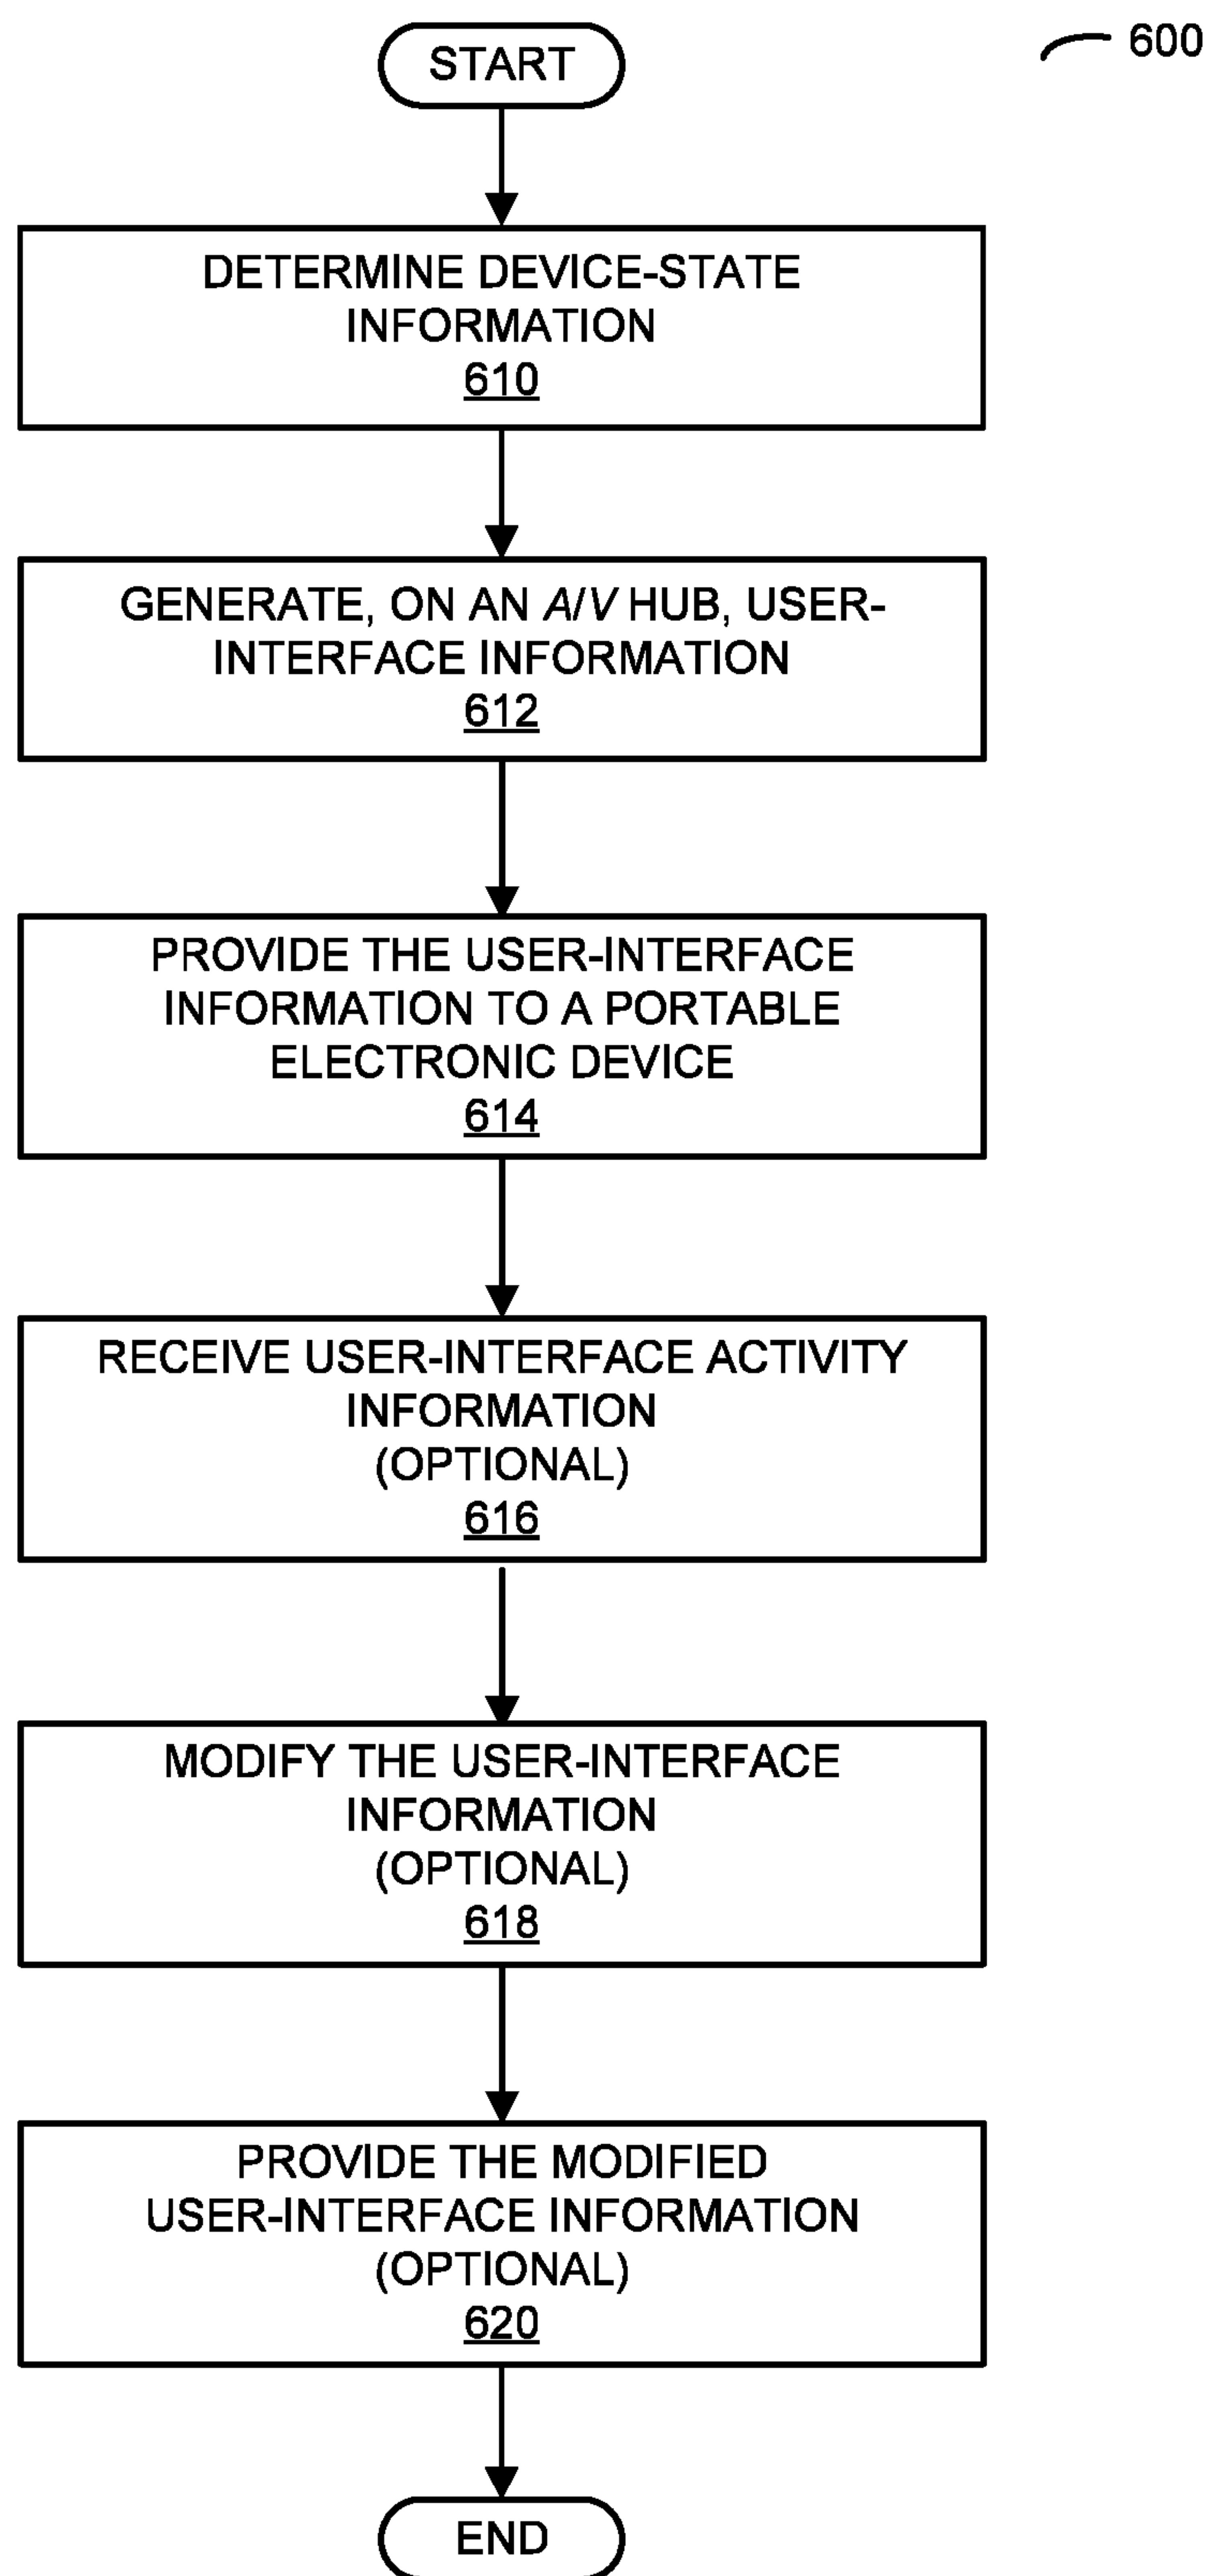 START
600
DETERMINE DEVICE-STATE
INFORMATION
610
GENERATE, ON AN A/V HUB, USER-
INTERFACE INFORMATION
612
PROVIDE THE USER-INTERFACE
INFORMATION TO A PORTABLE
ELECTRONIC DEVICE
614
RECEIVE USER-INTERFACE ACTIVITY
INFORMATION
(OPTIONAL)
616
MODIFY THE USER-INTERFACE
INFORMATION
(OPTIONAL)
618
PROVIDE THE MODIFIED
USER-INTERFACE INFORMATION
(OPTIONAL)
620
END